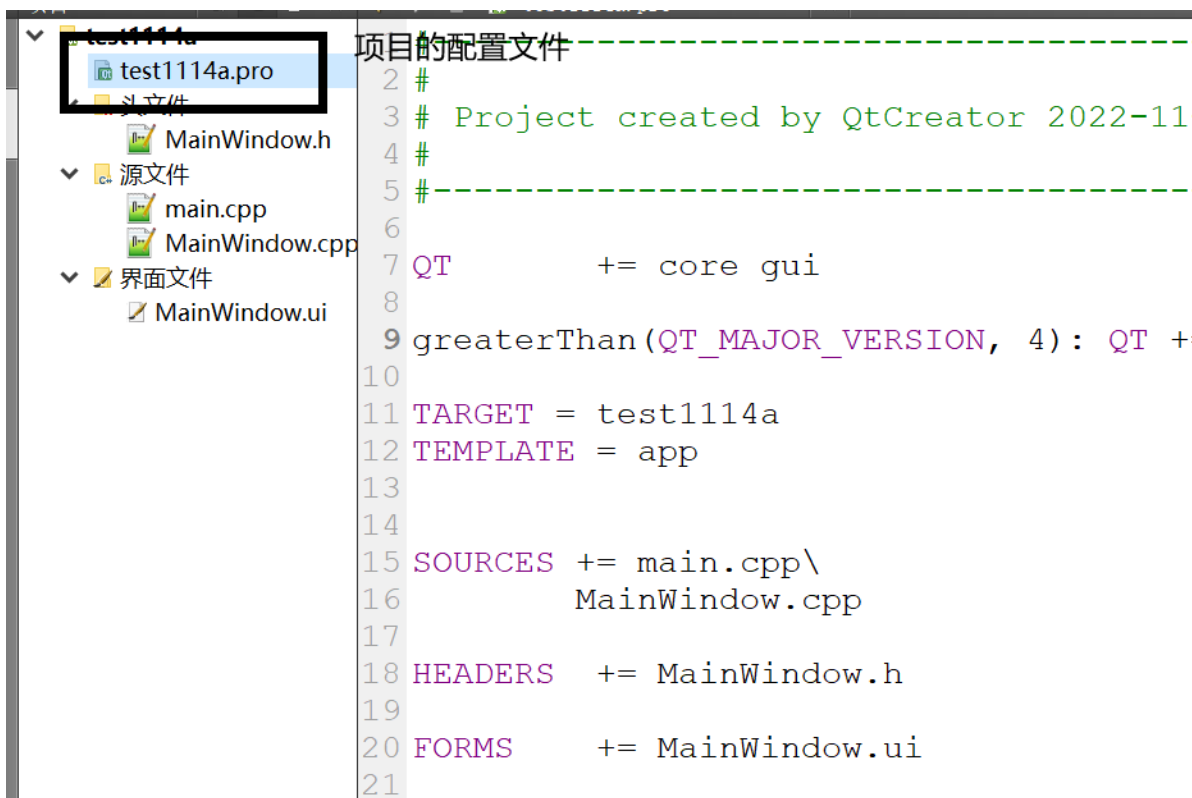 test1114a
test1114a.pro
头文件
MainWindow.h
源文件
main.cpp
MainWindow.cpp
界面文件
MainWindow.ui
项目的配置文件
#-------------------------------------
2 #
3 # Project created by QtCreator 2022-11
4 #
5 #-------------------------------------
6
7 QT += core gui
8
9 greaterThan(QT_MAJOR_VERSION, 4): QT +=
10
11 TARGET = test1114a
12 TEMPLATE = app
13
14
15 SOURCES += main.cpp\
16 MainWindow.cpp
17
18 HEADERS += MainWindow.h
19
20 FORMS += MainWindow.ui
21